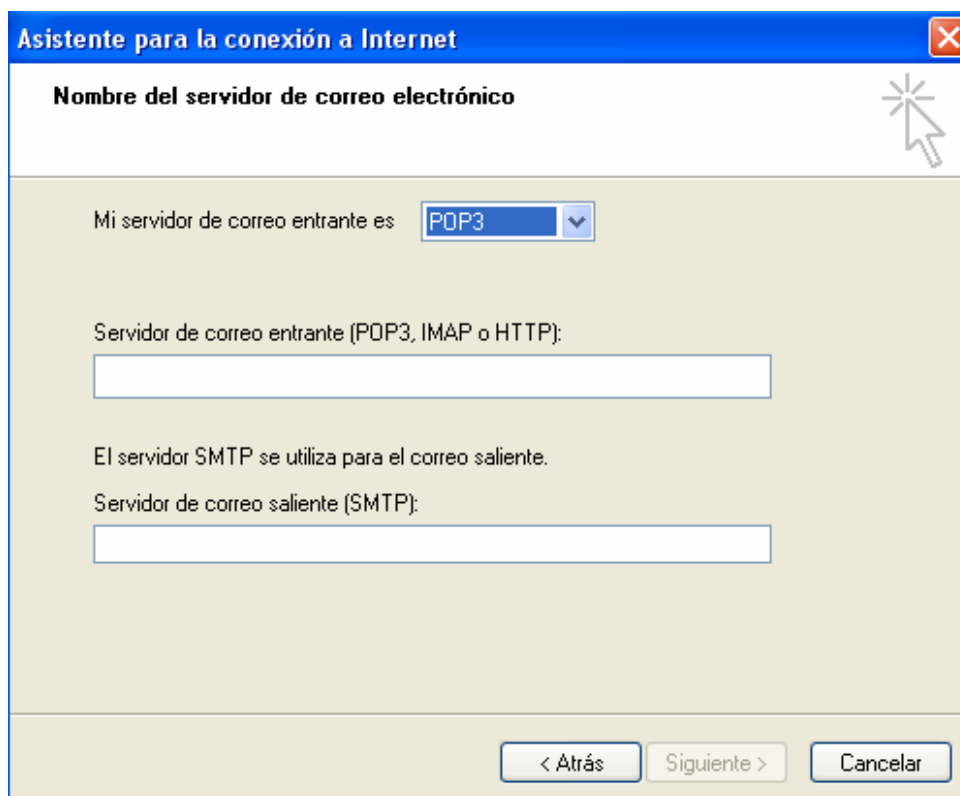 Asistente para la conexión a Internet
Nombre del servidor de correo electrónico
Mi servidor de correo entrante es POP3
Servidor de correo entrante (POP3, IMAP o HTTP):
El servidor SMTP se utiliza para el correo saliente.
Servidor de correo saliente (SMTP):
< Atrás Siguiente > Cancelar